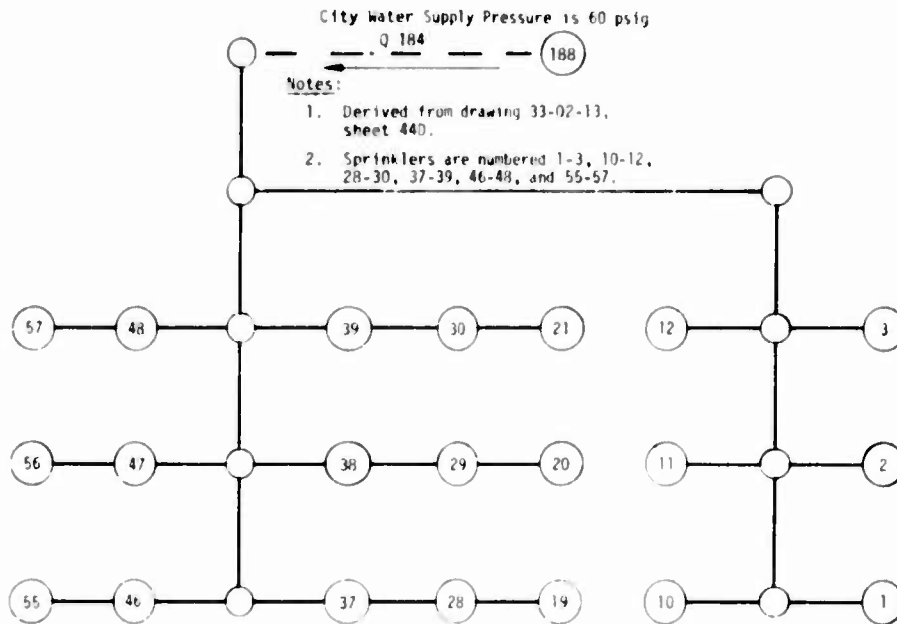 City Water Supply Pressure is 60 psig
Q 184
188
Notes:
1. Derived from drawing 33-02-13,
sheet 44D.
2. Sprinklers are numbered 1-3, 10-12,
28-30, 37-39, 46-48, and 55-57.
57 48 39 30 21 12 3
56 47 38 29 20 11 2
55 46 37 28 19 10 1